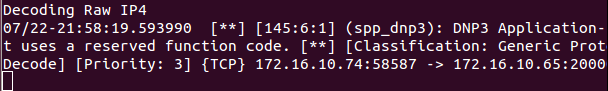 Decoding Raw IP4
07/22-21:58:19.593990  [**] [145:6:1] (spp_dnp3): DNP3 Application-
t uses a reserved function code. [**] [Classification: Generic Prot
Decode] [Priority: 3] {TCP} 172.16.10.74:58587 -> 172.16.10.65:2000